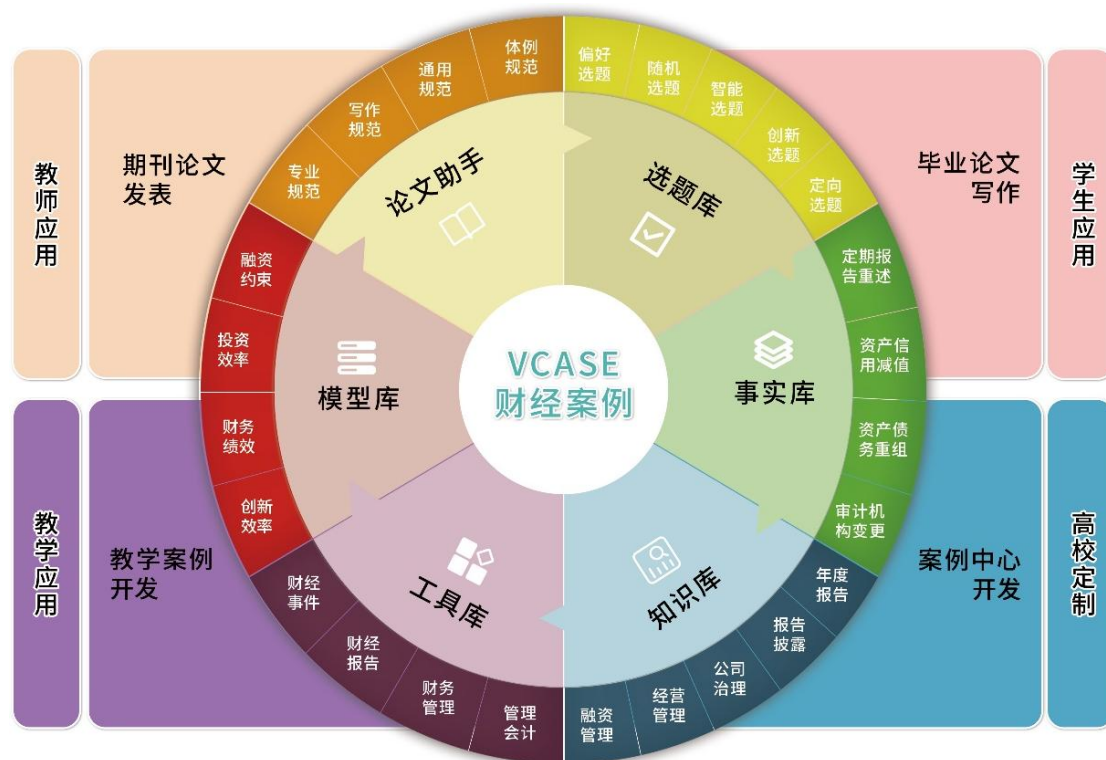 教师应用
期刊论文
发表
教学应用
教学案例
开发
毕业论文
写作
学生应用
案例中心
开发
高校定制
VCASE
财经案例
论文助手
专业
规范
写作
规范
通用
规范
体例
规范
选题库
偏好
选题
随机
选题
智能
选题
创新
选题
定向
选题
事实库
定期报
告重述
资产信
用减值
资产债
务重组
审计机
构变更
知识库
年度
报告
报告
披露
公司
治理
经营
管理
融资
管理
工具库
管理
会计
财务
管理
财经
报告
财经
事件
模型库
创新
效率
财务
绩效
投资
效率
融资
约束